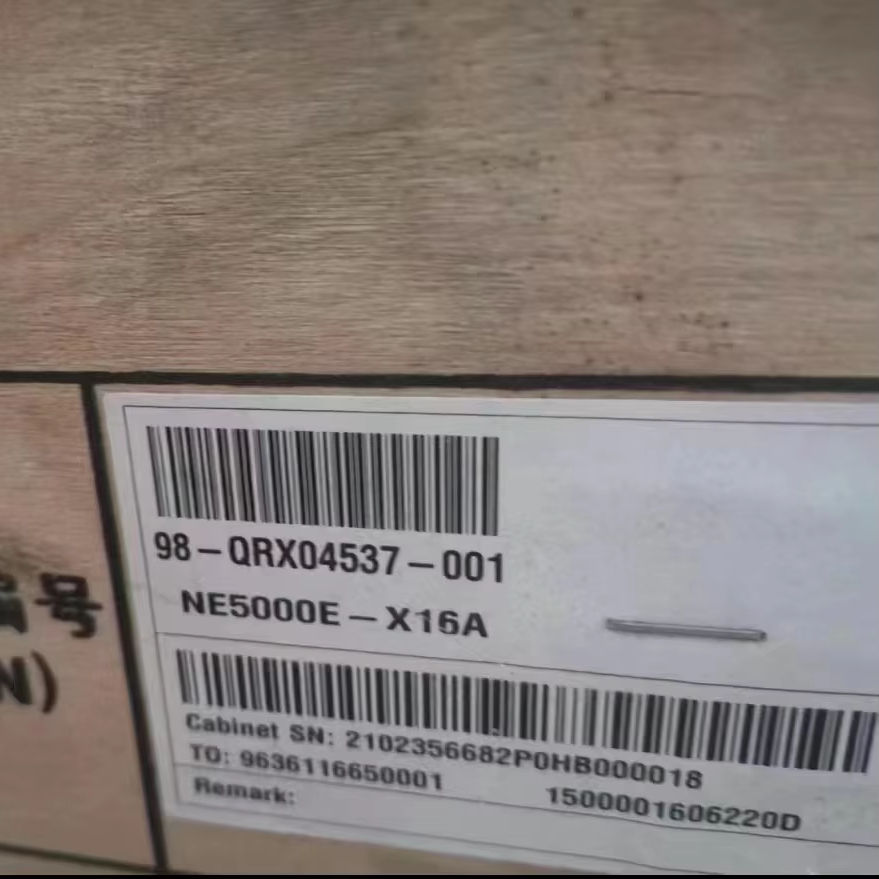 98-QRX04537-001
NE5000E-X16A
编号
N)
Cabinet SN: 2102356682P0HB000018
TO: 9636116650001 1500001606220D
Remark: